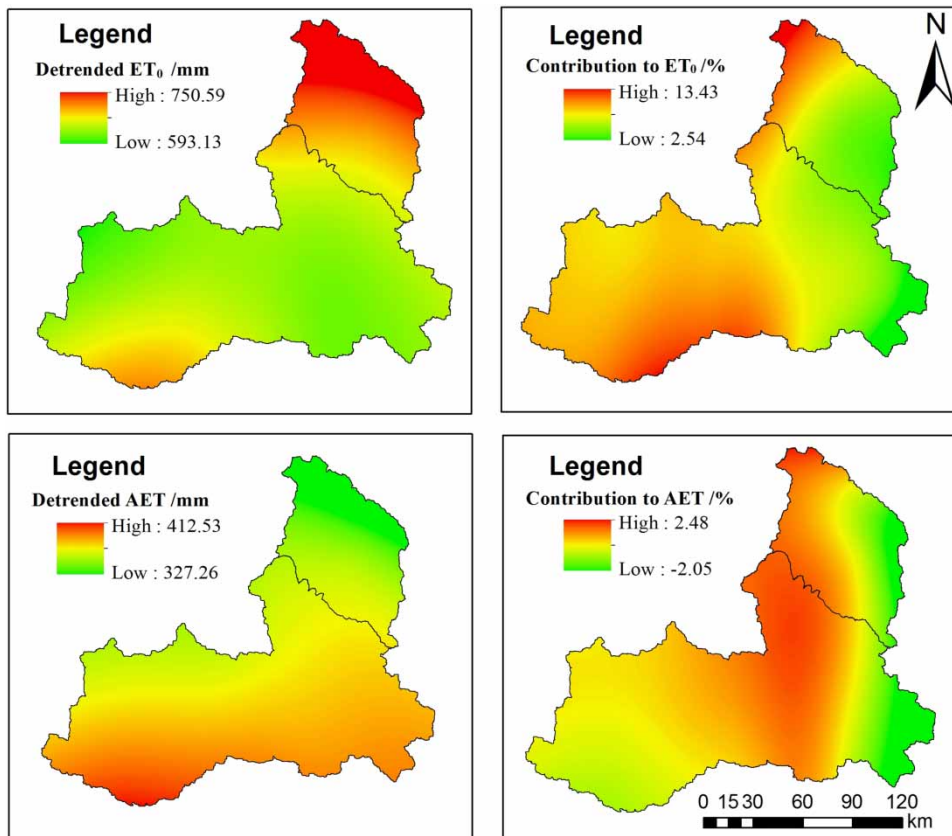 Legend
Detrended ET₀ /mm
High : 750.59
Low : 593.13
Legend
Contribution to ET₀ /%
High : 13.43
Low : 2.54
N
Legend
Detrended AET /mm
High : 412.53
Low : 327.26
Legend
Contribution to AET /%
High : 2.48
Low : -2.05
0 15 30 60 90 120
km